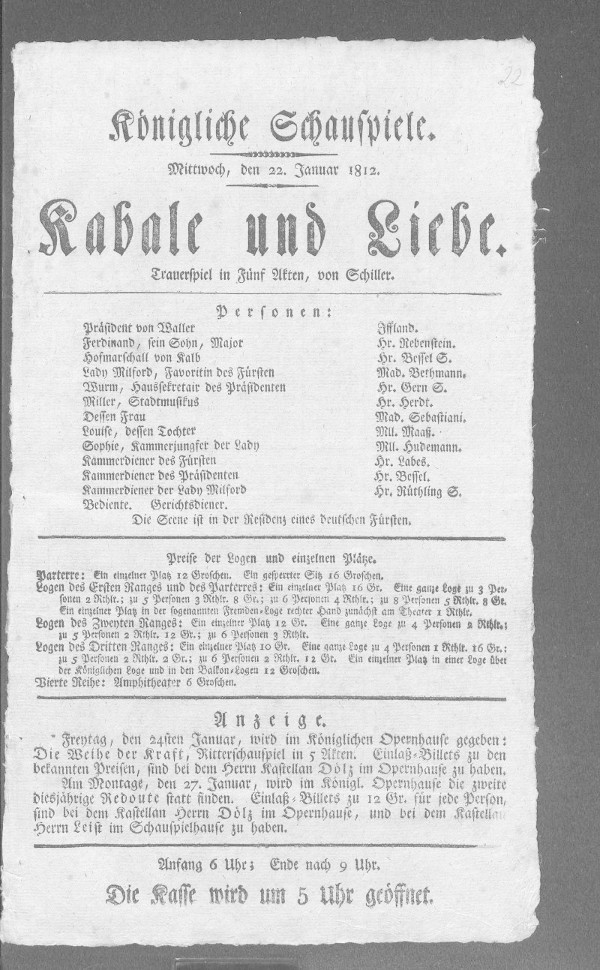 22
Königliche Schauspiele.
Mittwoch, den 22. Januar 1812.
Kabale und Liebe.
Trauerspiel in Fünf Akten, von Schiller.
Personen:
Präsident von Waller Iffland.
Ferdinand, sein Sohn, Major Hr. Rebenstein.
Hofmarschall von Kalb Hr. Bessel S.
Lady Milford, Favoritin des Fürsten Mad. Bethmann.
Wurm, Haussekretair des Präsidenten Hr. Gern S.
Miller, Stadtmusikus Hr. Herdt.
Dessen Frau Mad. Sebastiani.
Louise, dessen Tochter Mll. Maaß.
Sophie, Kammerjungfer der Lady Mll. Hudemann.
Kammerdiener des Fürsten Hr. Labes.
Kammerdiener des Präsidenten Hr. Bessel.
Kammerdiener der Lady Milford Hr. Rüthling S.
Bediente. Gerichtsdiener.
Die Scene ist in der Residenz eines deutschen Fürsten.
Preise der Logen und einzelnen Plätze.
Parterre: Ein einzelner Platz 12 Groschen. Ein gesperrter Sitz 16 Groschen.
Logen des Ersten Ranges und des Parterres: Ein einzelner Platz 16 Gr. Eine ganze Loge zu 3 Per-
sonen 2 Rthlr.; zu 5 Personen 3 Rthlr. 8 Gr.; zu 6 Personen 4 Rthlr.; zu 8 Personen 5 Rthlr. 8 Gr.
Ein einzelner Platz in der sogenannten Fremden-Loge rechter Hand zunächst am Theater 1 Rthlr.
Logen des Zweyten Ranges: Ein einzelner Platz 12 Gr. Eine ganze Loge zu 4 Personen 2 Rthlr.;
zu 5 Personen 2 Rthlr. 12 Gr.; zu 6 Personen 3 Rthlr.
Logen des Dritten Ranges: Ein einzelner Platz 10 Gr. Eine ganze Loge zu 4 Personen 1 Rthlr. 16 Gr.;
zu 5 Personen 2 Rthlr. 2 Gr.; zu 6 Personen 2 Rthlr. 12 Gr. Ein einzelner Platz in einer Loge über
der Königlichen Loge und in den Balkon-Logen 12 Groschen.
Vierte Reihe: Amphitheater 6 Groschen.
Anzeige.
Freytag, den 24sten Januar, wird im Königlichen Opernhause gegeben:
Die Weihe der Kraft, Ritterschauspiel in 5 Akten. Einlaß-Billets zu den
bekannten Preisen, sind bei dem Herrn Kastellan Dölz im Opernhause zu haben.
Am Montage, den 27. Januar, wird im Königl. Opernhause die zweite
diesjährige Redoute statt finden. Einlaß-Billets zu 12 Gr. für jede Person,
sind bei dem Kastellan Herrn Dölz im Opernhause, und bei dem Kastellan
Herrn Leist im Schauspielhause zu haben.
Anfang 6 Uhr; Ende nach 9 Uhr.
Die Kasse wird um 5 Uhr geöffnet.